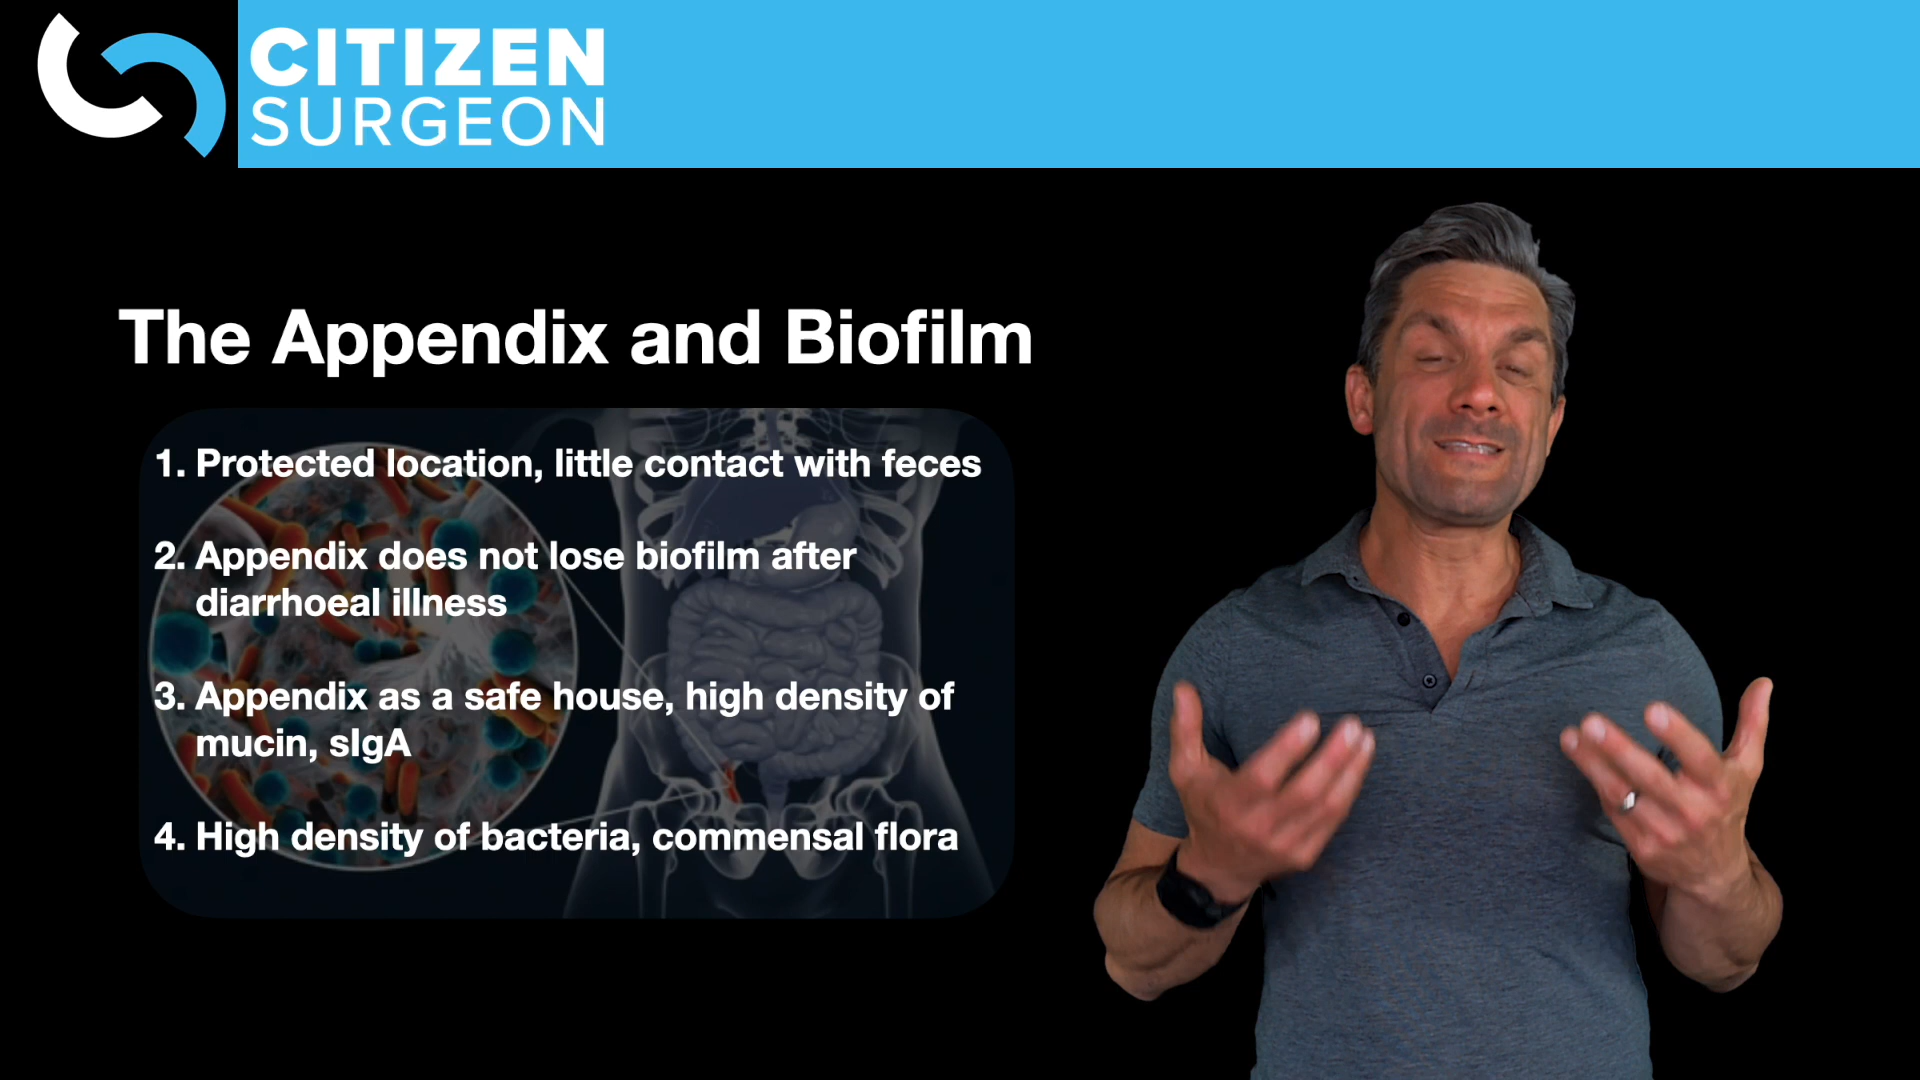 CITIZEN
SURGEON
The Appendix and Biofilm
1. Protected location, little contact with feces
2. Appendix does not lose biofilm after
diarrhoeal illness
3. Appendix as a safe house, high density of
mucin, sIgA
4. High density of bacteria, commensal flora